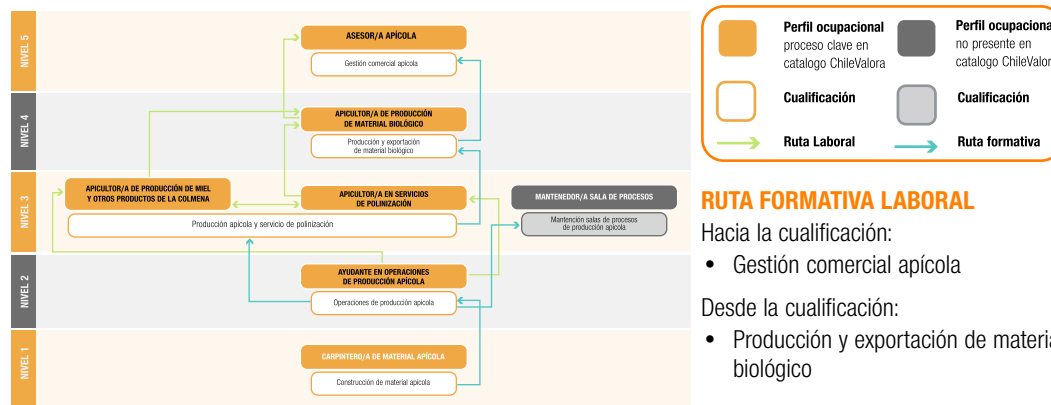 NIVEL 5
ASESOR/A APÍCOLA
Gestión comercial apícola
NIVEL 4
APICULTOR/A DE PRODUCCIÓN
DE MATERIAL BIOLÓGICO
Producción y exportación
de material biológico
NIVEL 3
APICULTOR/A DE PRODUCCIÓN DE MIEL
Y OTROS PRODUCTOS DE LA COLMENA
APICULTOR/A EN SERVICIOS
DE POLINIZACIÓN
MANTENEDOR/A SALA DE PROCESOS
Producción apícola y servicio de polinización
Mantención salas de procesos
de producción apícola
NIVEL 2
AYUDANTE EN OPERACIONES
DE PRODUCCIÓN APÍCOLA
Operaciones de producción apícola
NIVEL 1
CARPINTERO/A DE MATERIAL APÍCOLA
Construcción de material apícola
Perfil ocupacional
proceso clave en
catalogo ChileValora
Perfil ocupaciona
no presente en
catalogo ChileValor
Cualificación
Cualificación
Ruta Laboral
Ruta formativa
RUTA FORMATIVA LABORAL
Hacia la cualificación:
• Gestión comercial apícola
Desde la cualificación:
• Producción y exportación de materia
biológico